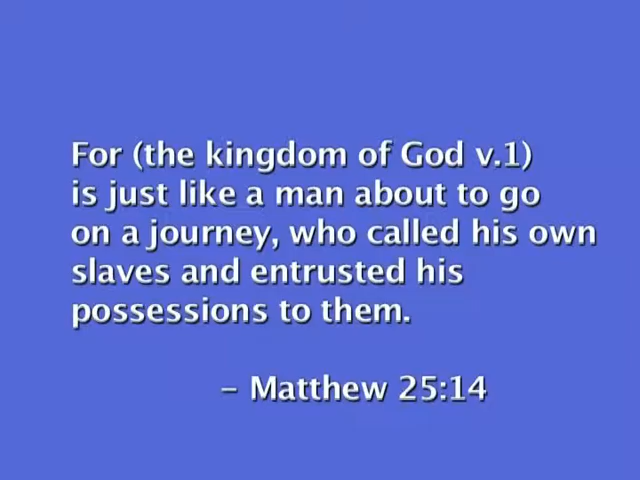 For (the kingdom of God v.1)
is just like a man about to go
on a journey, who called his own
slaves and entrusted his
possessions to them.
– Matthew 25:14